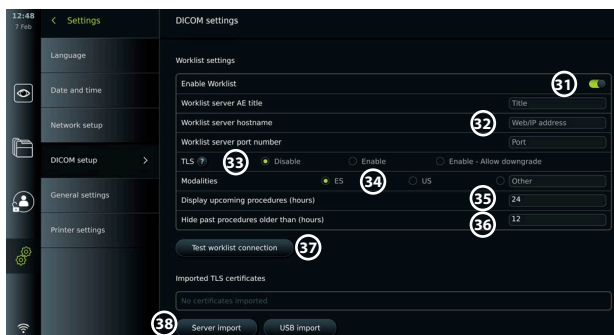 12:48
7 Feb
< Settings
DICOM settings
Language
Date and time
Network setup
DICOM setup >
General settings
Printer settings
Worklist settings
Enable Worklist 31
Worklist server AE title Title
Worklist server hostname 32 Web/IP address
Worklist server port number Port
TLS ? 33 Disable Enable Enable - Allow downgrade
Modalities ES 34 US Other
Display upcoming procedures (hours) 35 24
Hide past procedures older than (hours) 36 12
Test worklist connection 37
Imported TLS certificates
No certificates imported
38 Server import USB import